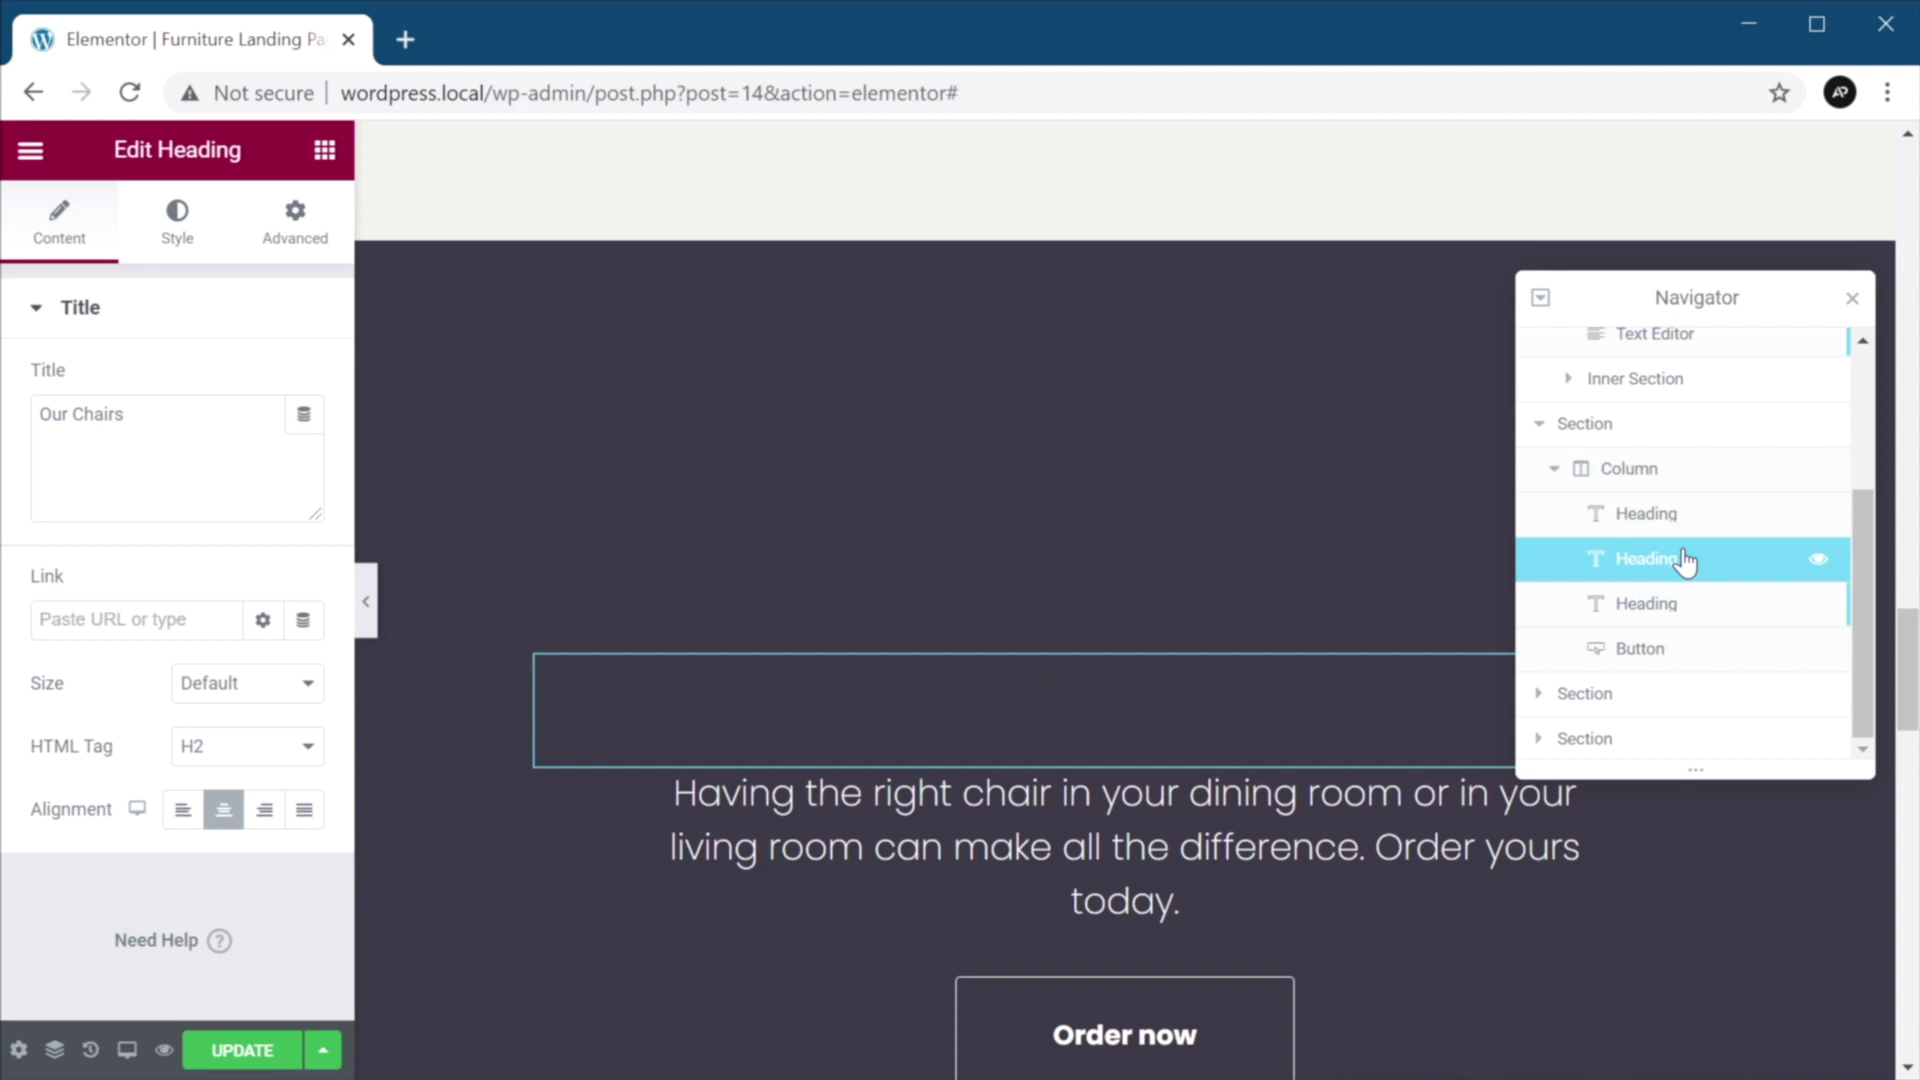 Elementor | Furniture Landing Pa
Not secure
wordpress.local/wp-admin/post.php?post=14&action=elementor#
AP
Edit Heading
Content
Style
Advanced
Title
Title
Our Chairs
Link
Paste URL or type
Size
Default
HTML Tag
H2
Alignment
Need Help ?
UPDATE
Having the right chair in your dining room or in your
living room can make all the difference. Order yours
today.
Order now
Navigator
Text Editor
Inner Section
Section
Column
Heading
Heading
Heading
Button
Section
Section